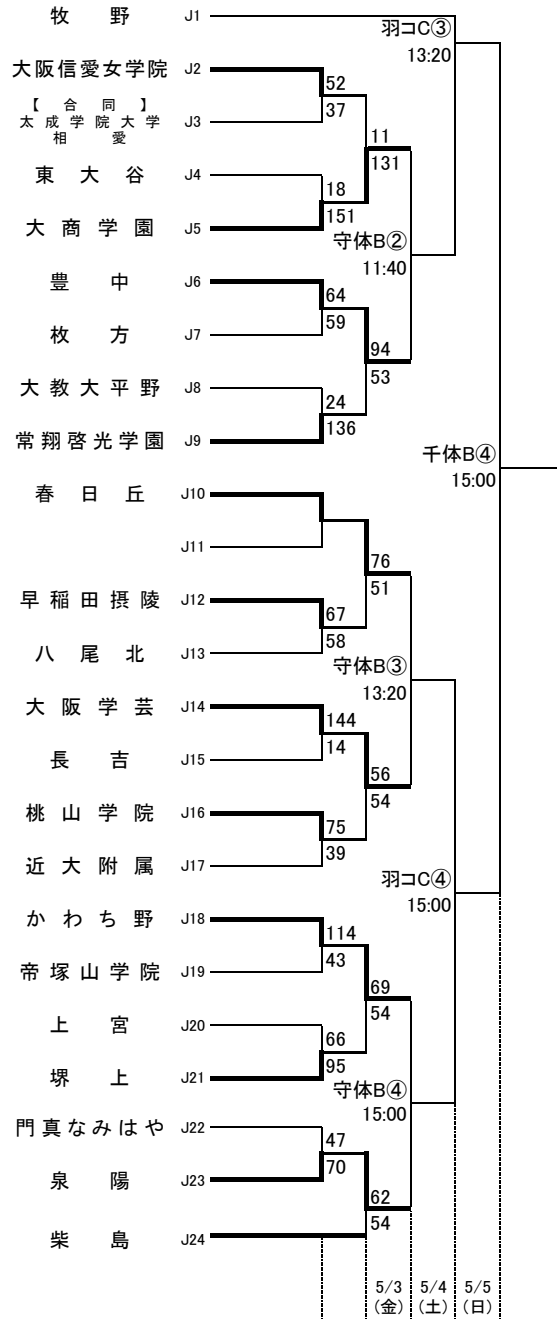 牧野 J1
羽コC③
13:20
大阪信愛女学院 J2
52
37
【合同】
太成学院大学
相愛
J3
11
131
東大谷 J4
18
151
大商学園 J5
守体B②
11:40
豊中 J6
64
59
枚方 J7
94
53
大教大平野 J8
24
136
常翔啓光学園 J9
千体B④
15:00
春日丘 J10
J11
76
51
早稲田摂陵 J12
67
58
八尾北 J13
守体B③
13:20
大阪学芸 J14
144
14
長吉 J15
56
54
桃山学院 J16
75
39
近大附属 J17
羽コC④
15:00
かわち野 J18
114
43
帝塚山学院 J19
69
54
上宮 J20
66
95
堺上 J21
守体B④
15:00
門真なみはや J22
47
70
泉陽 J23
62
54
柴島 J24
5/3 5/4 5/5
(金) (土) (日)